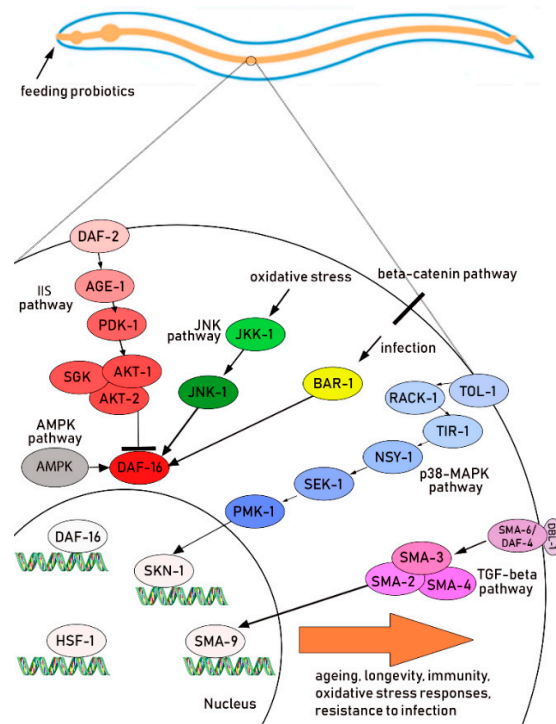 feeding probiotics
DAF-2
AGE-1
IIS
pathway
PDK-1
SGK
AKT-1
AKT-2
AMPK
pathway
AMPK
DAF-16
oxidative stress
JNK
pathway
JKK-1
JNK-1
beta-catenin pathway
infection
BAR-1
TOL-1
RACK-1
TIR-1
NSY-1
p38-MAPK
pathway
SEK-1
PMK-1
DAF-16
SKN-1
HSF-1
SMA-9
Nucleus
DBL-1
SMA-6/
DAF-4
SMA-3
SMA-2
SMA-4
TGF-beta
pathway
ageing, longevity, immunity,
oxidative stress responses,
resistance to infection